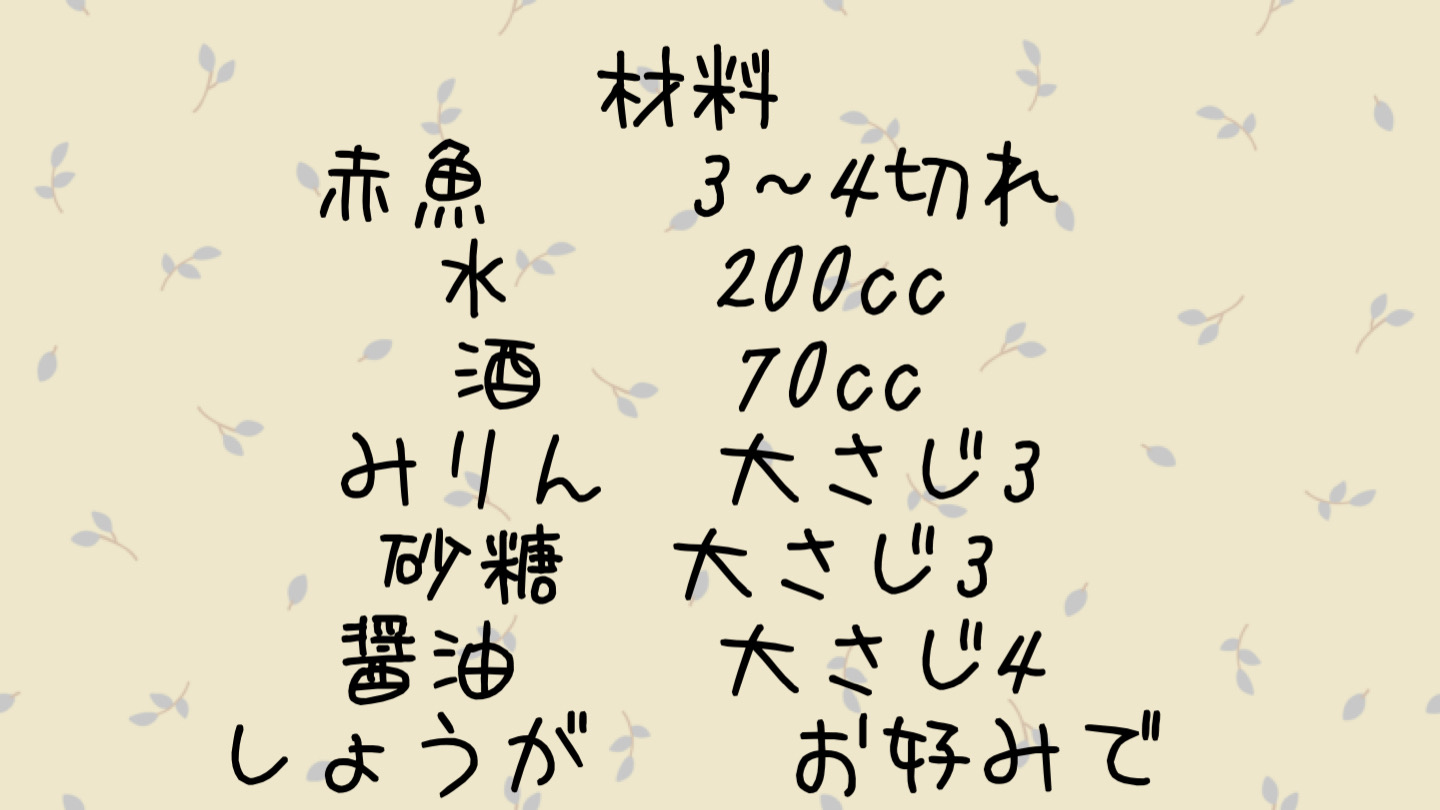 材料
赤魚 3～4切れ
水 200cc
酒 70cc
みりん 大さじ3
砂糖 大さじ3
醤油 大さじ4
しょうが お好みで